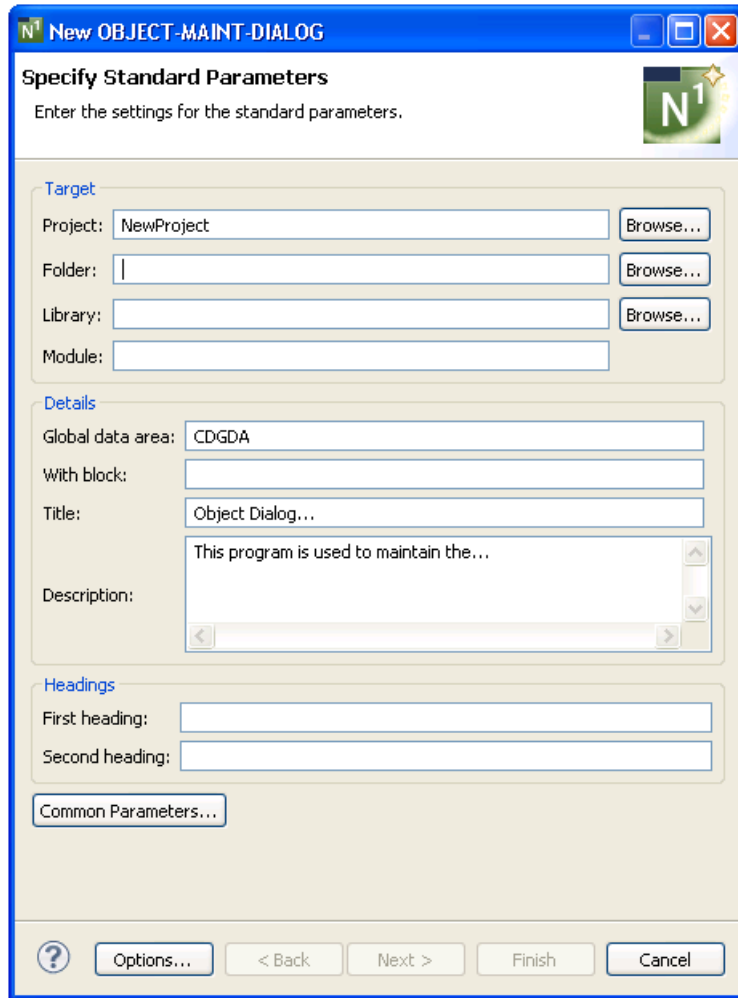 N1 New OBJECT-MAINT-DIALOG
Specify Standard Parameters
Enter the settings for the standard parameters.
N1
Target
Project: NewProject Browse...
Folder: Browse...
Library: Browse...
Module:
Details
Global data area: CDGDA
With block:
Title: Object Dialog...
This program is used to maintain the...
Description:
Headings
First heading:
Second heading:
Common Parameters...
? Options... < Back Next > Finish Cancel